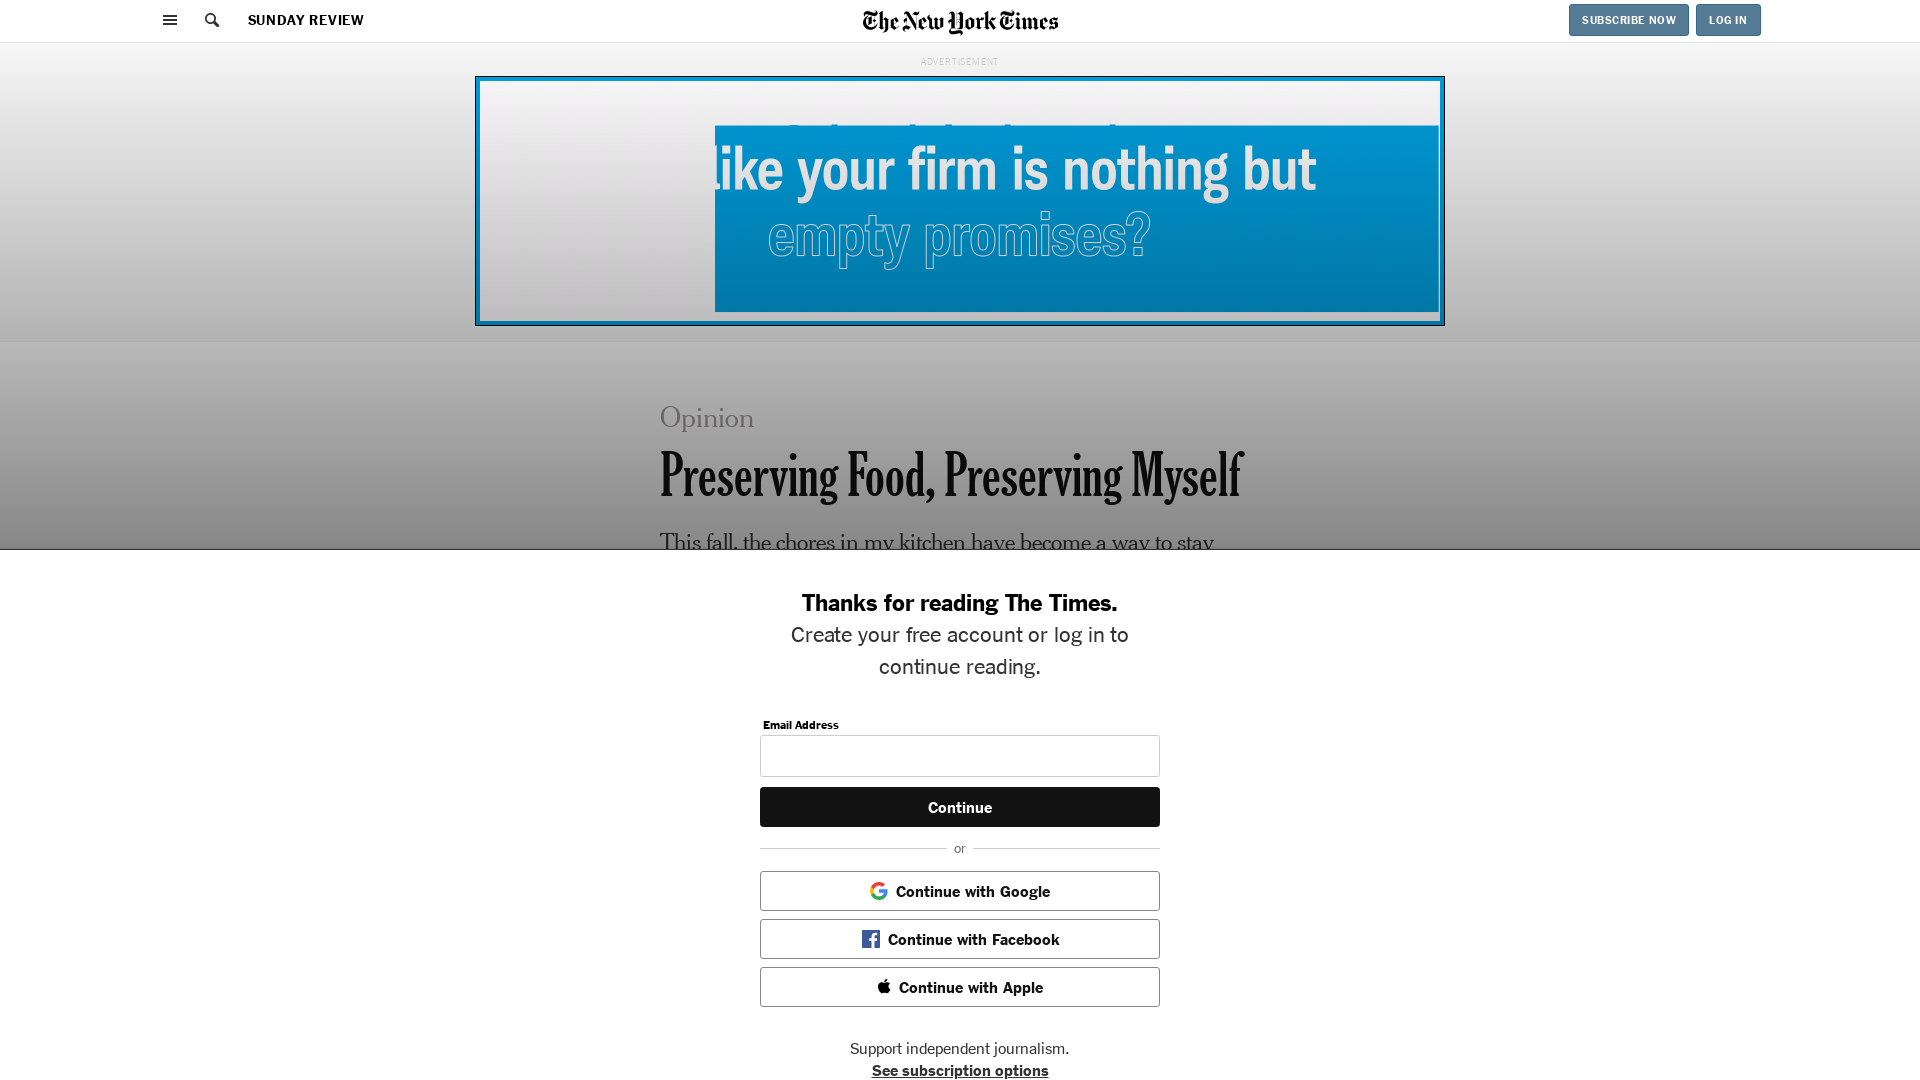 SUNDAY REVIEW
The New York Times
SUBSCRIBE NOW
LOG IN
ADVERTISEMENT
like your firm is nothing but
empty promises?
Opinion
Preserving Food, Preserving Myself
This fall, the chores in my kitchen have become a way to stay
Thanks for reading The Times.
Create your free account or log in to
continue reading.
Email Address
Continue
or
Continue with Google
Continue with Facebook
Continue with Apple
Support independent journalism.
See subscription options